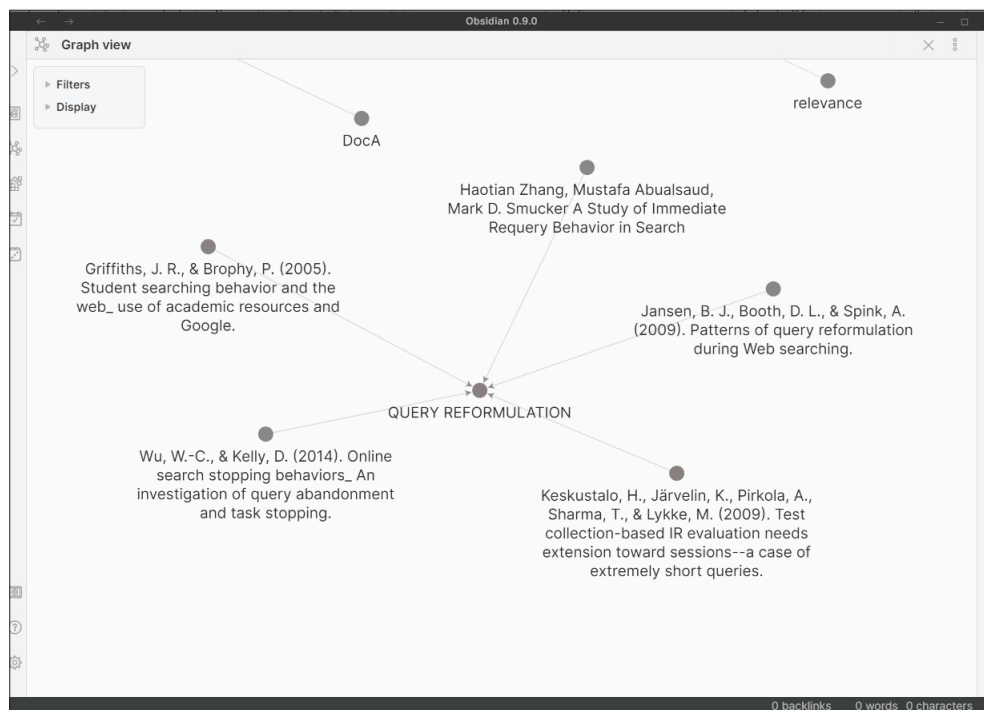 Obsidian 0.9.0
Graph view
Filters
Display
DocA
relevance
Haotian Zhang, Mustafa Abualsaud,
Mark D. Smucker A Study of Immediate
Requery Behavior in Search
Griffiths, J. R., & Brophy, P. (2005).
Student searching behavior and the
web_ use of academic resources and
Google.
Jansen, B. J., Booth, D. L., & Spink, A.
(2009). Patterns of query reformulation
during Web searching.
QUERY REFORMULATION
Wu, W.-C., & Kelly, D. (2014). Online
search stopping behaviors_ An
investigation of query abandonment
and task stopping.
Keskustalo, H., Järvelin, K., Pirkola, A.,
Sharma, T., & Lykke, M. (2009). Test
collection-based IR evaluation needs
extension toward sessions--a case of
extremely short queries.
0 backlinks 0 words 0 characters